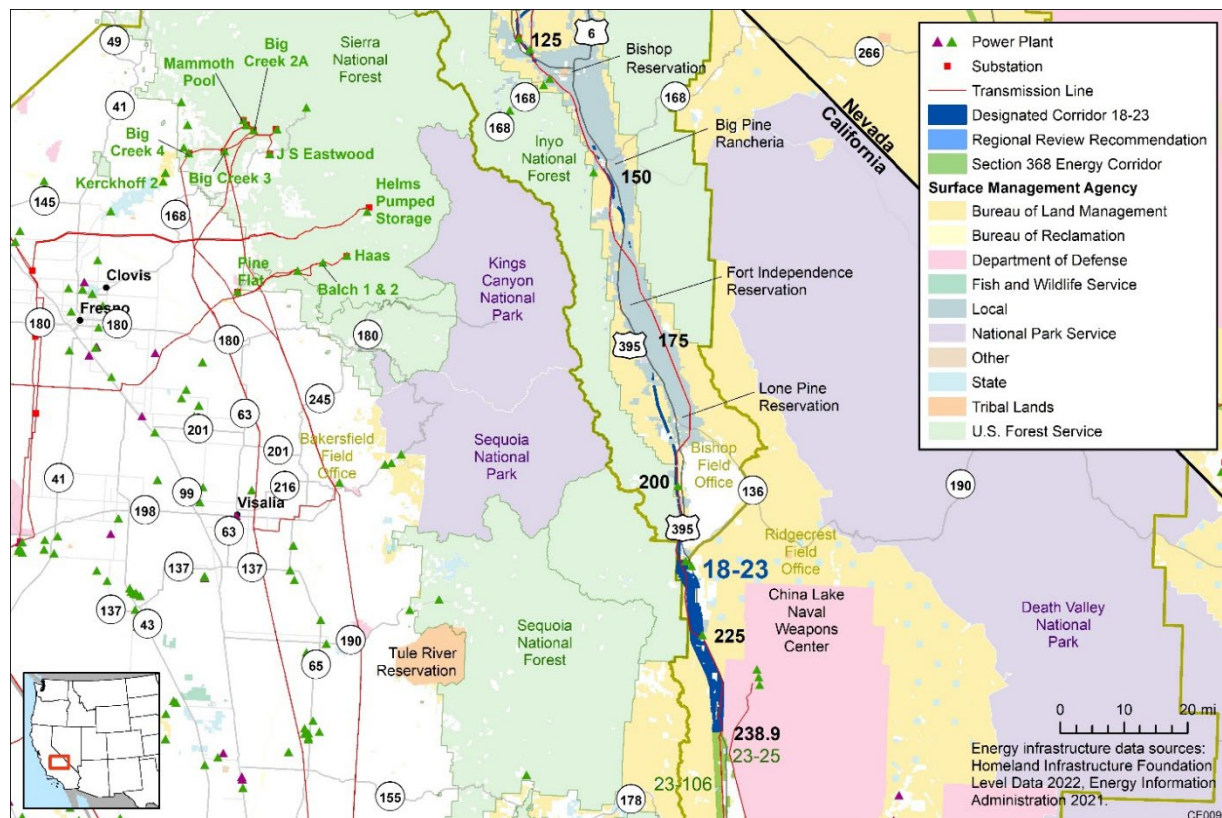 49
Big
Creek 2A
Sierra
National
Forest
125
6
Bishop
Reservation
266
Mammoth
Pool
41
168
168
168
Nevada
California
Big
Creek 4
J S Eastwood
Inyo
National
Forest
Big Pine
Rancheria
Kerckhoff 2
Big Creek 3
150
145
168
Helms
Pumped
Storage
Clovis
Pine
Flat
Haas
Balch 1 & 2
Kings
Canyon
National
Park
Fort Independence
Reservation
Fresno
180
180
180
180
395
175
245
63
Lone Pine
Reservation
201
201
Bakersfield
Field
Office
Sequoia
National
Park
Bishop
Field
Office
41
99
216
198
Visalia
200
136
190
63
395
Ridgecrest
Field
Office
137
137
18-23
137
43
China Lake
Naval
Weapons
Center
Death Valley
National
Park
Sequoia
National
Forest
225
190
Tule River
Reservation
65
238.9
23-25
23-106
155
178
Power Plant
Substation
Transmission Line
Designated Corridor 18-23
Regional Review Recommendation
Section 368 Energy Corridor
Surface Management Agency
Bureau of Land Management
Bureau of Reclamation
Department of Defense
Fish and Wildlife Service
Local
National Park Service
Other
State
Tribal Lands
U.S. Forest Service
0 10 20 mi
Energy infrastructure data sources:
Homeland Infrastructure Foundation
Level Data 2022, Energy Information
Administration 2021.
CE009